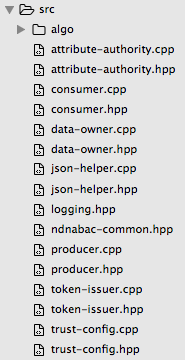 src
algo
attribute-authority.cpp
attribute-authority.hpp
consumer.cpp
consumer.hpp
data-owner.cpp
data-owner.hpp
json-helper.cpp
json-helper.hpp
logging.hpp
ndnabac-common.hpp
producer.cpp
producer.hpp
token-issuer.cpp
token-issuer.hpp
trust-config.cpp
trust-config.hpp